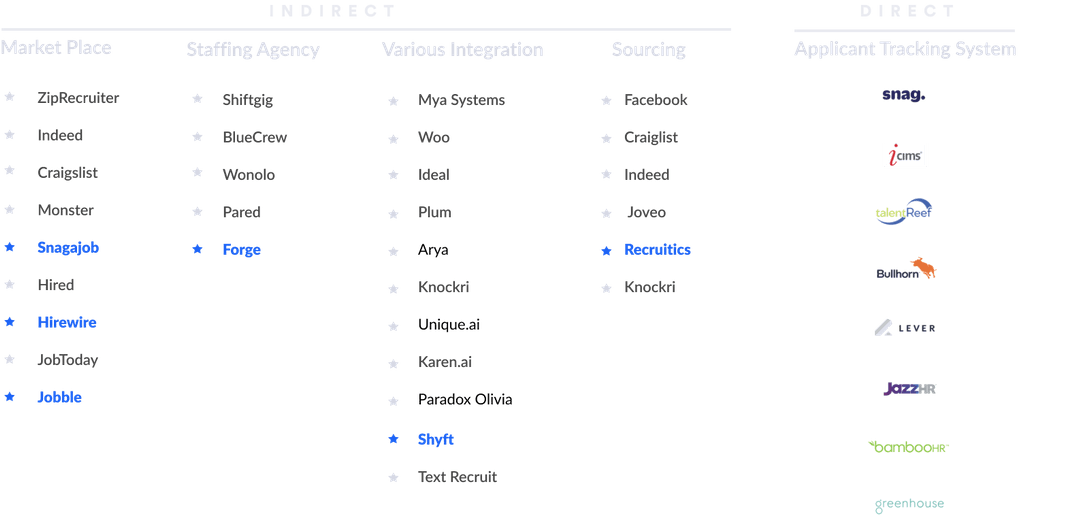 INDIRECT
DIRECT
Market Place
Staffing Agency
Various Integration
Sourcing
Applicant Tracking System
ZipRecruiter
Indeed
Craigslist
Monster
Snagajob
Hired
Hirewire
JobToday
Jobble
Shiftgig
BlueCrew
Wonolo
Pared
Forge
Mya Systems
Woo
Ideal
Plum
Arya
Knockri
Unique.ai
Karen.ai
Paradox Olivia
Shyft
Text Recruit
Facebook
Craiglist
Indeed
Joveo
Recruitics
Knockri
snag.
icims
talentReef
Bullhorn
LEVER
JazzHR
bambooHR
greenhouse